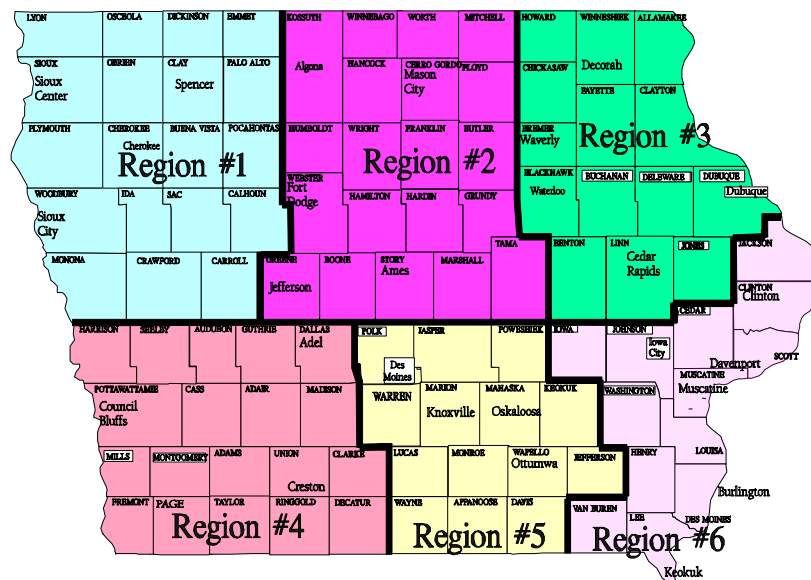 LYON OSCEOLA DICKINSON EMMET KOSSUTH WINNEBAGO WORTH MITCHELL HOWARD WINNESHIEK ALLAMAKEE
SIOUX OBRIEN CLAY PALO ALTO HANCOCK CERRO GORDO FLOYD CHICKASAW
Sioux Center
Spencer
Algona
Mason City
Decorah
FAYETTE CLAYTON
PLYMOUTH CHEROKEE BUENA VISTA POCAHONTAS HUMBOLDT WRIGHT FRANKLIN BUTLER BREMER
Cherokee
Waverly
Region #1
Region #2
Region #3
WEBSTER BLACKHAWK BUCHANAN DELEWARE DUBUQUE
Fort Dodge
Waterloo
Dubuque
WOODBURY IDA SAC CALHOUN HAMILTON HARDIN GRUNDY
Sioux City
TAMA BENTON LINN JONES JACKSON
Cedar Rapids
MONONA CRAWFORD CARROLL GREENE BOONE STORY MARSHALL
Jefferson
Ames
CLINTON
Clinton
CEDAR
HARRISON SHELBY AUDUBON GUTHRIE DALLAS POLK JASPER POWESHIEK IOWA JOHNSON
Adel
Iowa City
SCOTT
Des Moines
Davenport
MUSCATINE
Muscatine
POTTAWATTAMIE CASS ADAIR MADISON WARREN MARION MAHASKA KEOKUK WASHINGTON
Council Bluffs
Knoxville
Oskaloosa
MILLS MONTGOMERY ADAMS UNION CLARKE LUCAS MONROE WAPELLO JEFFERSON HENRY LOUISA
Ottumwa
Creston
Burlington
FREMONT PAGE TAYLOR RINGGOLD DECATUR WAYNE APPANOOSE DAVIS VAN BUREN LEE DES MOINES
Region #4
Region #5
Region #6
Keokuk